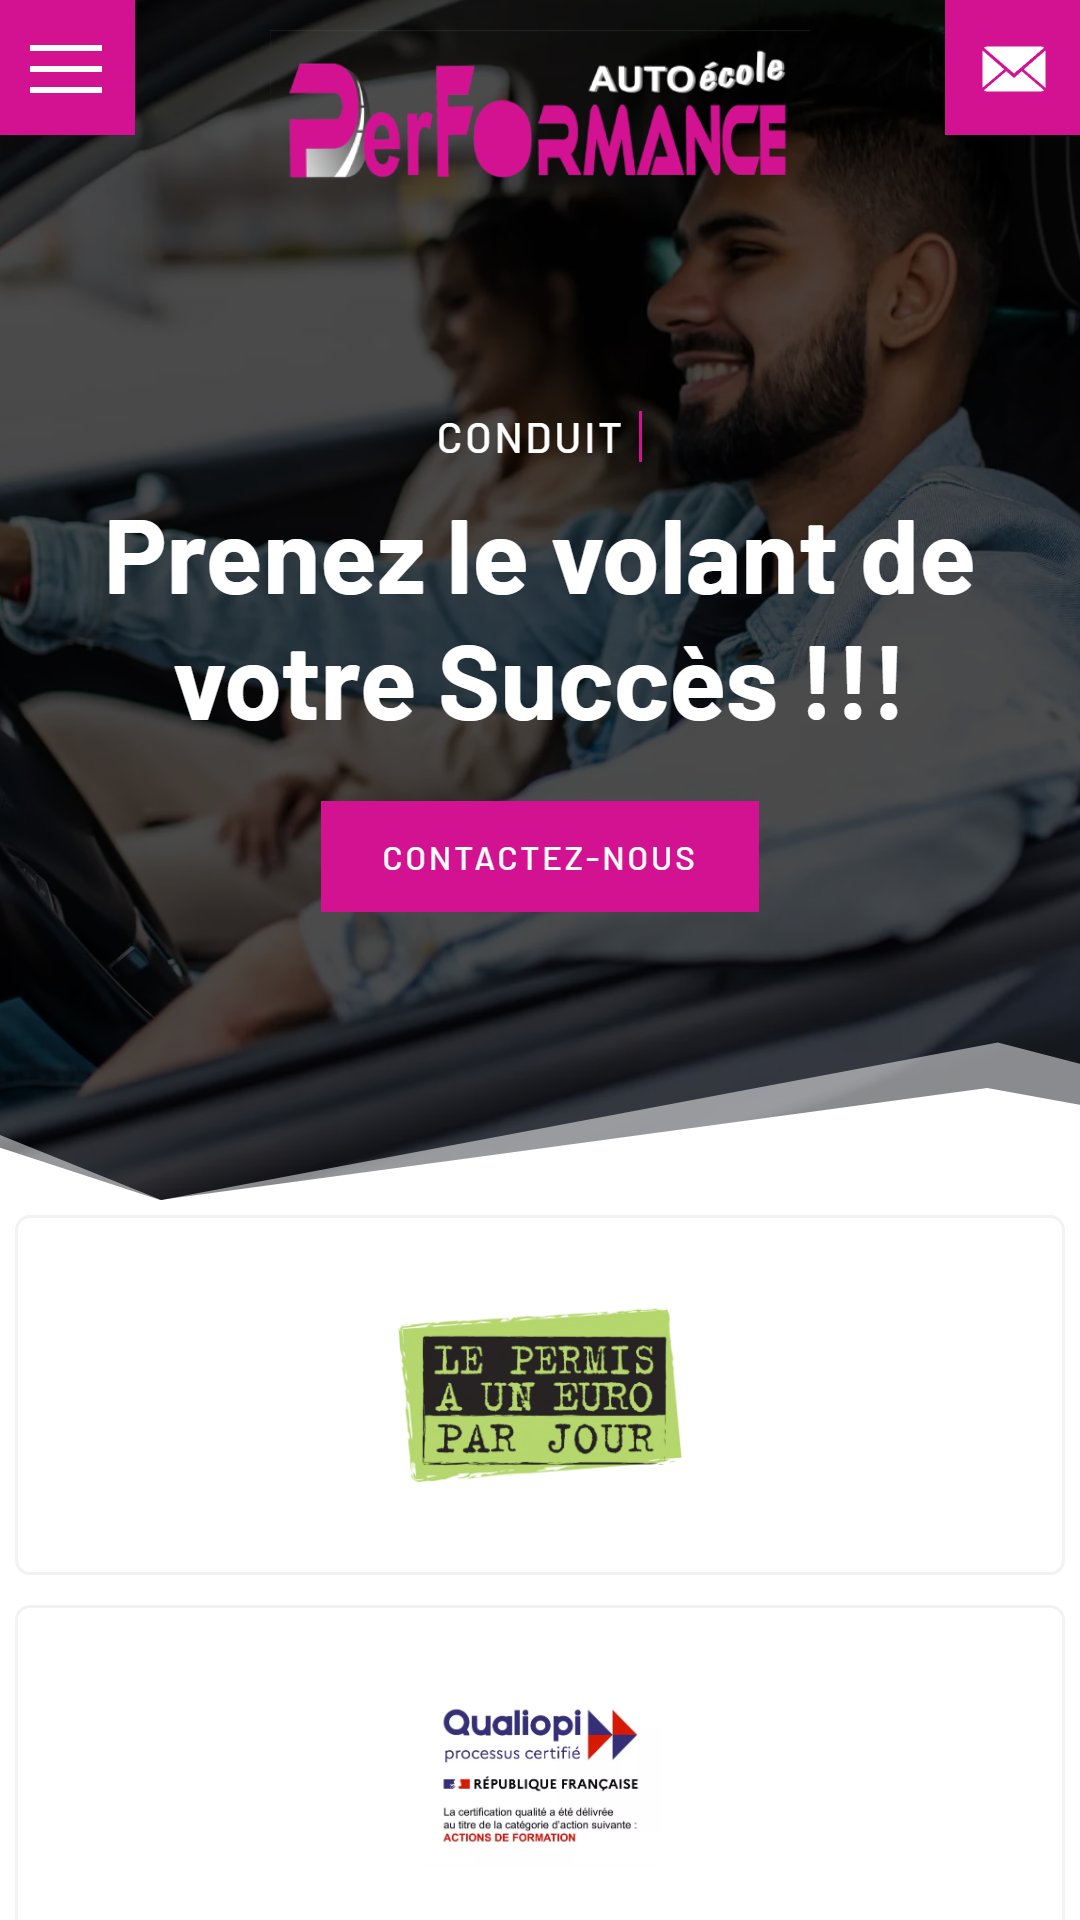 AUTO école
PerFORMANCE
CONDUIT
Prenez le volant de
votre Succès !!!
CONTACTEZ-NOUS
LE PERMIS
A UN EURO
PAR JOUR
Qualiopi
processus certifié
RÉPUBLIQUE FRANÇAISE
La certification qualité a été délivrée
au titre de la catégorie d'action suivante :
ACTIONS DE FORMATION